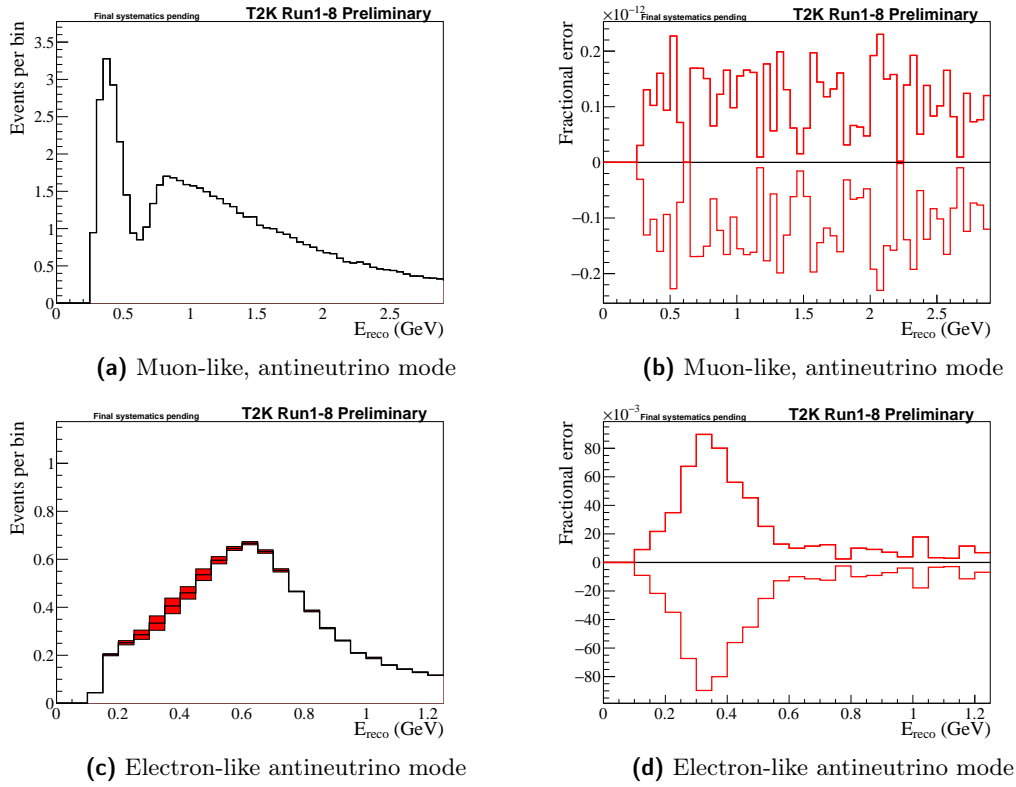 Final systematics pending T2K Run1-8 Preliminary
Events per bin
3.5
3
2.5
2
1.5
1
0.5
0
0 0.5 1 1.5 2 2.5
E_reco (GeV)
(a) Muon-like, antineutrino mode
×10^-12 Final systematics pending T2K Run1-8 Preliminary
Fractional error
0.2
0.1
0
−0.1
−0.2
0 0.5 1 1.5 2 2.5
E_reco (GeV)
(b) Muon-like, antineutrino mode
Final systematics pending T2K Run1-8 Preliminary
Events per bin
1
0.8
0.6
0.4
0.2
0
0 0.2 0.4 0.6 0.8 1 1.2
E_reco (GeV)
(c) Electron-like antineutrino mode
×10^-3 Final systematics pending T2K Run1-8 Preliminary
Fractional error
80
60
40
20
0
−20
−40
−60
−80
0 0.2 0.4 0.6 0.8 1 1.2
E_reco (GeV)
(d) Electron-like antineutrino mode